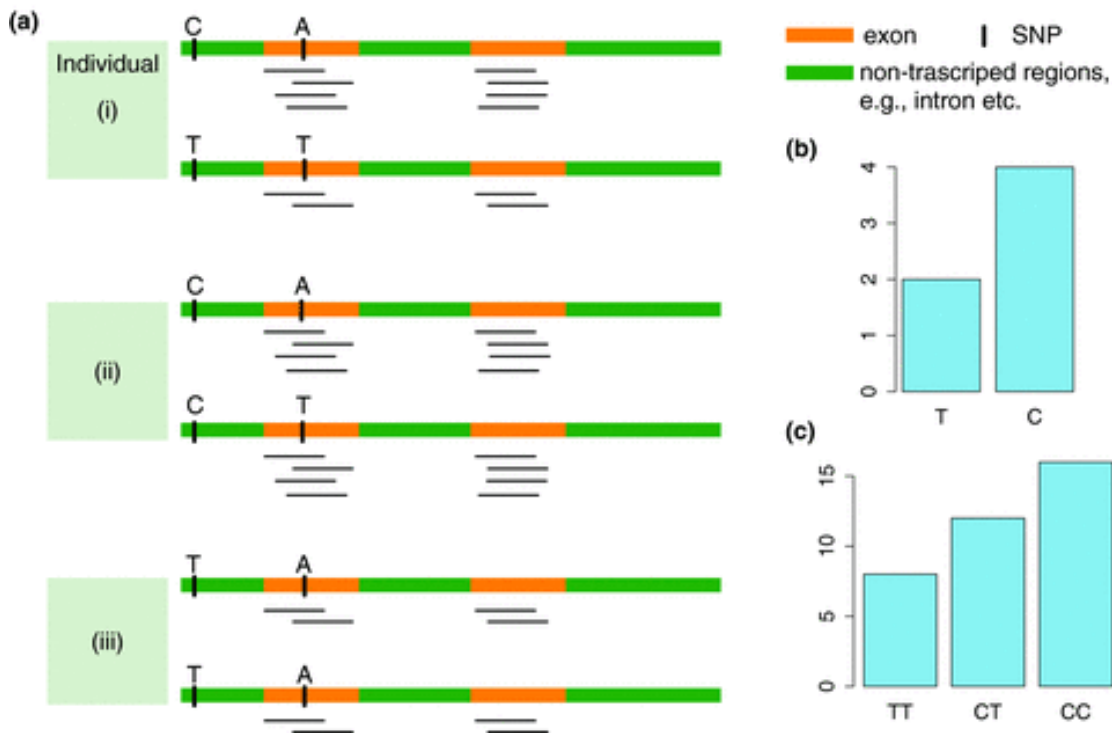 (a)
C A
Individual
(i)
T T
C A
(ii)
C T
T A
(iii)
T A
exon SNP
non-trascriped regions,
e.g., intron etc.
(b)
4
3
2
1
0
T C
(c)
15
10
5
0
TT CT CC